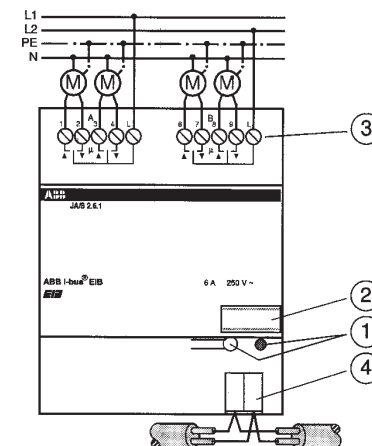 L1
L2
PE
N
M M M M
A B
1 2 3 4 L 6 7 8 9 L
µ µ
3
ABB
JA/S 2.6.1
ABB i-bus® EIB
6 A 250 V ~
EIB
2
1
4